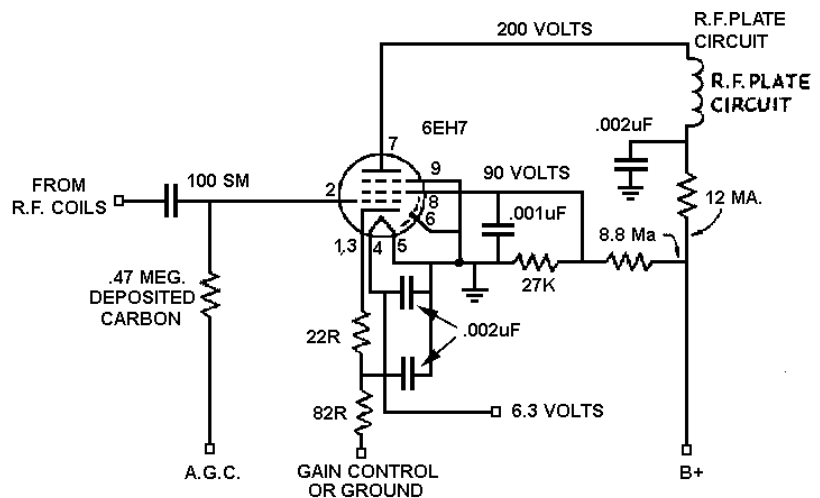 200 VOLTS
R.F.PLATE
CIRCUIT
R.F.PLATE
CIRCUIT
6EH7
.002uF
7
9
90 VOLTS
FROM
R.F. COILS
100 SM
2
8
6
.001uF
12 MA.
1,3
4
5
8.8 Ma
.47 MEG.
DEPOSITED
CARBON
27K
22R
.002uF
82R
6.3 VOLTS
A.G.C.
GAIN CONTROL
OR GROUND
B+